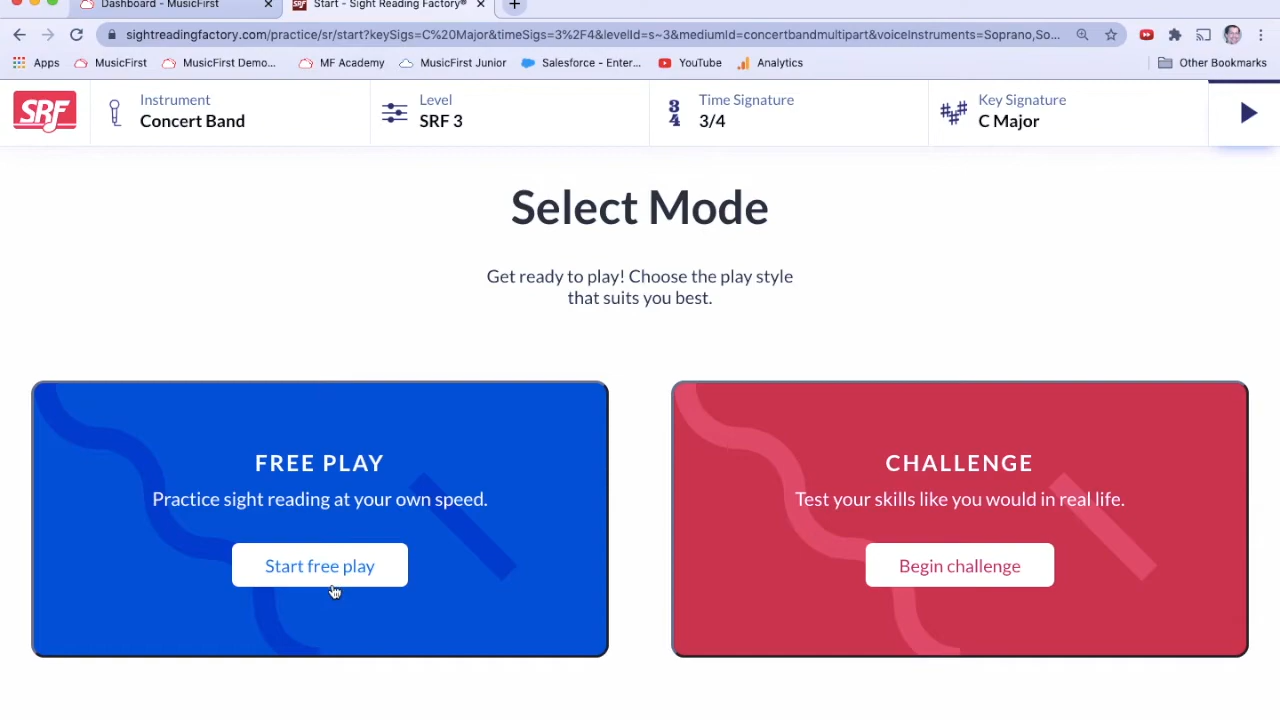 Dashboard - MusicFirst
SRF
Start - Sight Reading Factory®
sightreadingfactory.com/practice/sr/start?keySigs=C%20Major&timeSigs=3%2F4&levelId=s~3&mediumId=concertbandmultipart&voiceInstruments=Soprano,So...
Apps
MusicFirst
MusicFirst Demo...
MF Academy
MusicFirst Junior
Salesforce - Enter...
YouTube
Analytics
Other Bookmarks
SRF
Instrument
Concert Band
Level
SRF 3
3
4
Time Signature
3/4
Key Signature
C Major
Select Mode
Get ready to play! Choose the play style
that suits you best.
FREE PLAY
Practice sight reading at your own speed.
Start free play
CHALLENGE
Test your skills like you would in real life.
Begin challenge